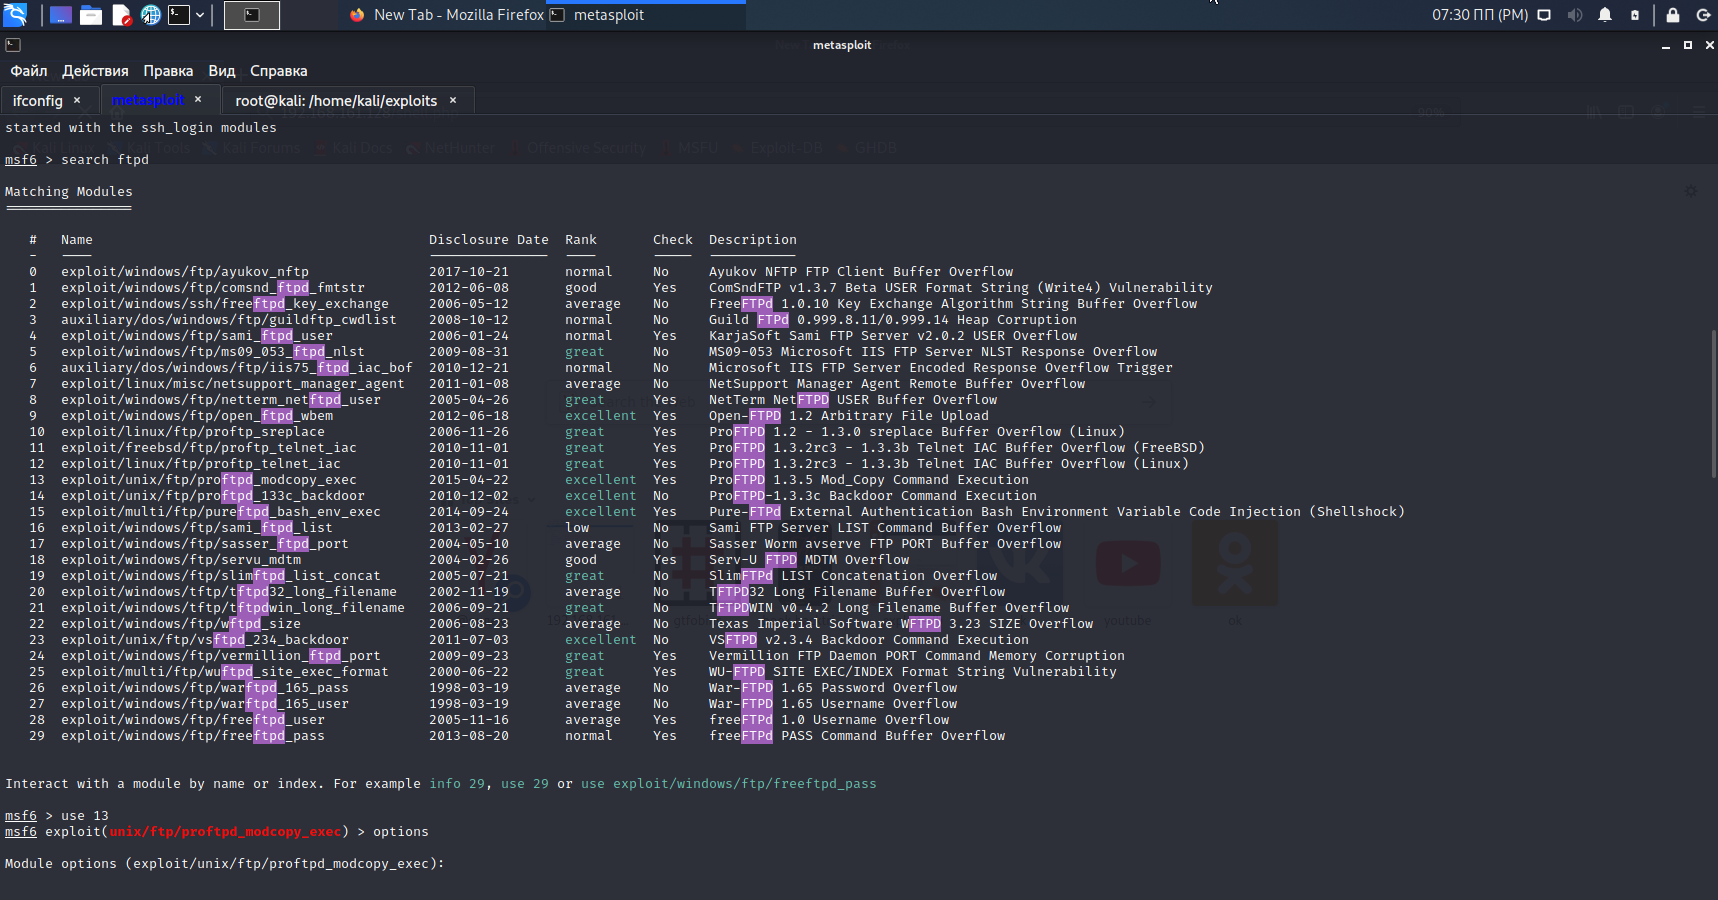 New Tab - Mozilla Firefox
metasploit
07:30 ПП (PM)
metasploit
Файл Действия Правка Вид Справка
ifconfig × metasploit × root@kali: /home/kali/exploits ×
90%
started with the ssh_login modules
Kali Linux Kali Tools Kali Forums Kali Docs NetHunter Offensive Security MSFU Exploit-DB GHDB
msf6 > search ftpd
Matching Modules
# Name Disclosure Date Rank Check Description
0 exploit/windows/ftp/ayukov_nftp 2017-10-21 normal No Ayukov NFTP FTP Client Buffer Overflow
1 exploit/windows/ftp/comsnd_ftpd_fmtstr 2012-06-08 good Yes ComSndFTP v1.3.7 Beta USER Format String (Write4) Vulnerability
2 exploit/windows/ssh/freeftpd_key_exchange 2006-05-12 average No FreeFTPd 1.0.10 Key Exchange Algorithm String Buffer Overflow
3 auxiliary/dos/windows/ftp/guildftp_cwdlist 2008-10-12 normal No Guild FTPd 0.999.8.11/0.999.14 Heap Corruption
4 exploit/windows/ftp/sami_ftpd_user 2006-01-24 normal Yes KarjaSoft Sami FTP Server v2.0.2 USER Overflow
5 exploit/windows/ftp/ms09_053_ftpd_nlst 2009-08-31 great No MS09-053 Microsoft IIS FTP Server NLST Response Overflow
6 auxiliary/dos/windows/ftp/iis75_ftpd_iac_bof 2010-12-21 normal No Microsoft IIS FTP Server Encoded Response Overflow Trigger
7 exploit/linux/misc/netsupport_manager_agent 2011-01-08 average No NetSupport Manager Agent Remote Buffer Overflow
8 exploit/windows/ftp/netterm_netftpd_user 2005-04-26 great Yes NetTerm NetFTPD USER Buffer Overflow
9 exploit/windows/ftp/open_ftpd_wbem 2012-06-18 excellent Yes Open-FTPD 1.2 Arbitrary File Upload
10 exploit/linux/ftp/proftp_sreplace 2006-11-26 great Yes ProFTPD 1.2 - 1.3.0 sreplace Buffer Overflow (Linux)
11 exploit/freebsd/ftp/proftp_telnet_iac 2010-11-01 great Yes ProFTPD 1.3.2rc3 - 1.3.3b Telnet IAC Buffer Overflow (FreeBSD)
12 exploit/linux/ftp/proftp_telnet_iac 2010-11-01 great Yes ProFTPD 1.3.2rc3 - 1.3.3b Telnet IAC Buffer Overflow (Linux)
13 exploit/unix/ftp/proftpd_modcopy_exec 2015-04-22 excellent Yes ProFTPD 1.3.5 Mod_Copy Command Execution
14 exploit/unix/ftp/proftpd_133c_backdoor 2010-12-02 excellent No ProFTPD-1.3.3c Backdoor Command Execution
15 exploit/multi/ftp/pureftpd_bash_env_exec 2014-09-24 excellent Yes Pure-FTPd External Authentication Bash Environment Variable Code Injection (Shellshock)
16 exploit/windows/ftp/sami_ftpd_list 2013-02-27 low No Sami FTP Server LIST Command Buffer Overflow
17 exploit/windows/ftp/sasser_ftpd_port 2004-05-10 average No Sasser Worm avserve FTP PORT Buffer Overflow
18 exploit/windows/ftp/servu_mdtm 2004-02-26 good Yes Serv-U FTPD MDTM Overflow
19 exploit/windows/ftp/slimftpd_list_concat 2005-07-21 great No SlimFTPd LIST Concatenation Overflow
20 exploit/windows/tftp/tftpd32_long_filename 2002-11-19 average No TFTPD32 Long Filename Buffer Overflow
21 exploit/windows/tftp/tftpdwin_long_filename 2006-09-21 great No TFTPDWIN v0.4.2 Long Filename Buffer Overflow
22 exploit/windows/ftp/wftpd_size 2006-08-23 average No Texas Imperial Software WFTPD 3.23 SIZE Overflow
23 exploit/unix/ftp/vsftpd_234_backdoor 2011-07-03 excellent No VSFTPD v2.3.4 Backdoor Command Execution
24 exploit/windows/ftp/vermillion_ftpd_port 2009-09-23 great Yes Vermillion FTP Daemon PORT Command Memory Corruption
25 exploit/multi/ftp/wuftpd_site_exec_format 2000-06-22 great Yes WU-FTPD SITE EXEC/INDEX Format String Vulnerability
26 exploit/windows/ftp/warftpd_165_pass 1998-03-19 average No War-FTPD 1.65 Password Overflow
27 exploit/windows/ftp/warftpd_165_user 1998-03-19 average No War-FTPD 1.65 Username Overflow
28 exploit/windows/ftp/freeftpd_user 2005-11-16 average Yes freeFTPd 1.0 Username Overflow
29 exploit/windows/ftp/freeftpd_pass 2013-08-20 normal Yes freeFTPd PASS Command Buffer Overflow
youtube ok
Interact with a module by name or index. For example info 29, use 29 or use exploit/windows/ftp/freeftpd_pass
msf6 > use 13
msf6 exploit(unix/ftp/proftpd_modcopy_exec) > options
Module options (exploit/unix/ftp/proftpd_modcopy_exec):